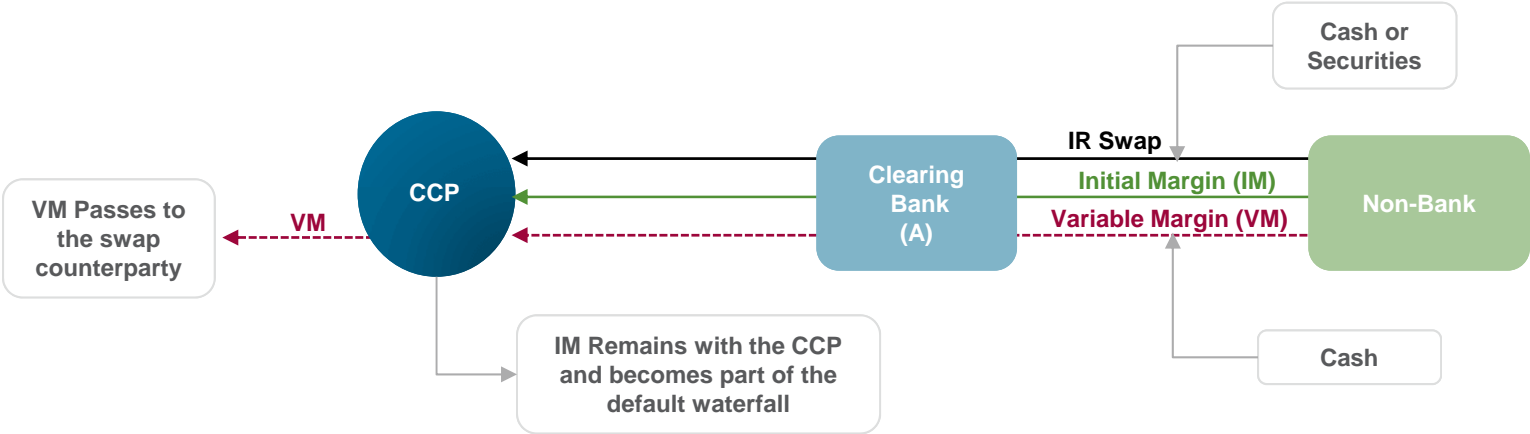 Cash or
Securities
IR Swap
CCP
Clearing
Bank
(A)
Initial Margin (IM)
Non-Bank
VM Passes to
the swap
counterparty
VM
Variable Margin (VM)
IM Remains with the CCP
and becomes part of the
default waterfall
Cash